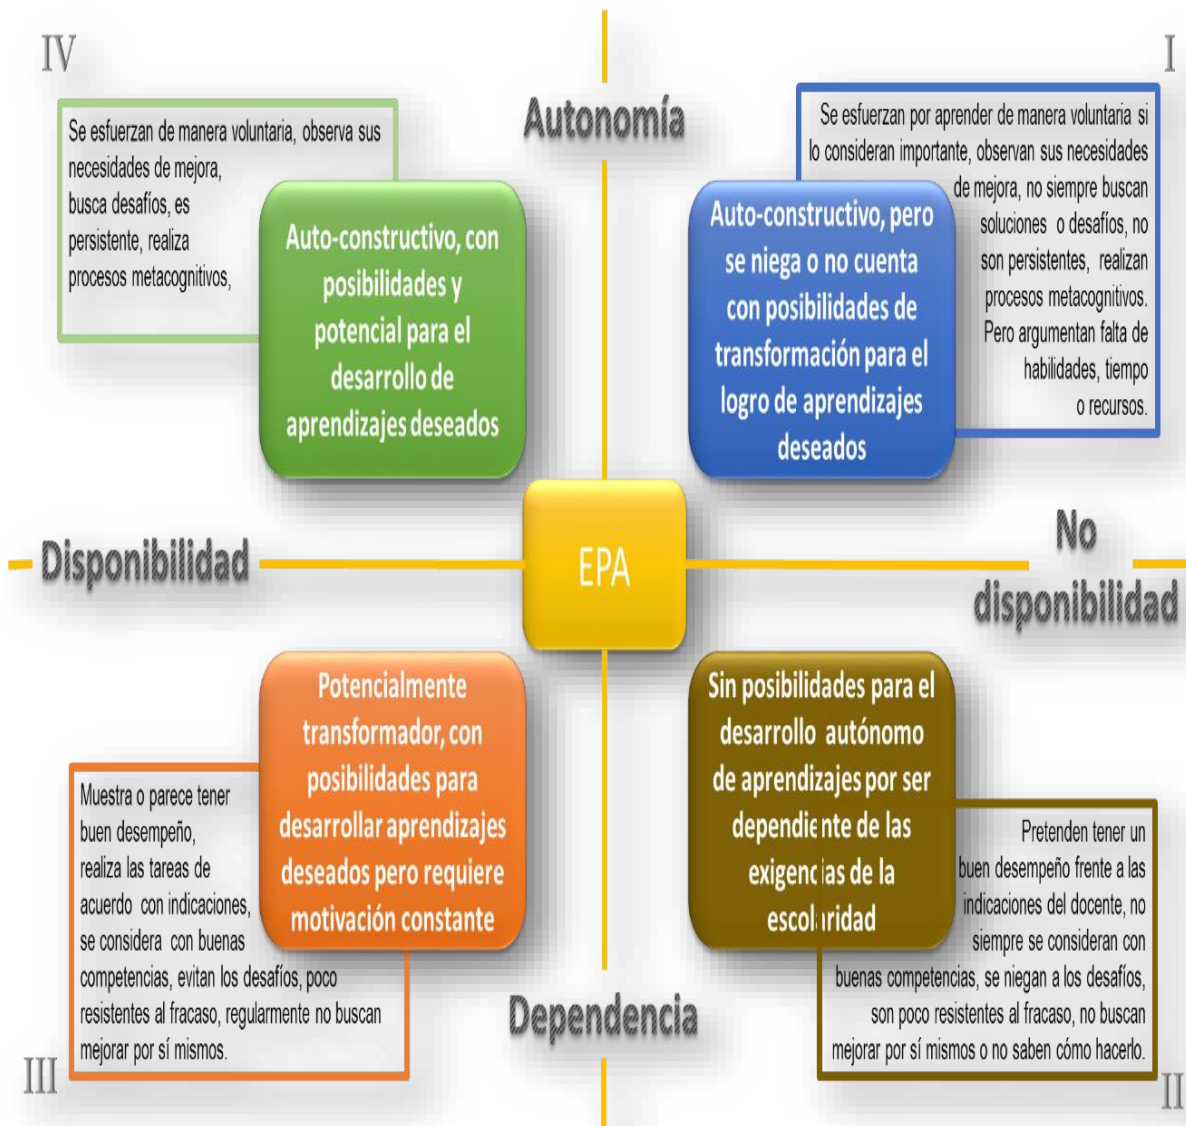 IV
I
Autonomía
Se esfuerzan de manera voluntaria, observa sus
necesidades de mejora,
busca desafíos, es
persistente, realiza
procesos metacognitivos,
Auto-constructivo, con
posibilidades y
potencial para el
desarrollo de
aprendizajes deseados
Se esfuerzan por aprender de manera voluntaria si
lo consideran importante, observan sus necesidades
de mejora, no siempre buscan
soluciones o desafíos, no
son persistentes, realizan
procesos metacognitivos.
Pero argumentan falta de
habilidades, tiempo
o recursos.
Auto-constructivo, pero
se niega o no cuenta
con posibilidades de
transformación para el
logro de aprendizajes
deseados
Disponibilidad
EPA
No
disponibilidad
Potencialmente
transformador, con
posibilidades para
desarrollar aprendizajes
deseados pero requiere
motivación constante
Muestra o parece tener
buen desempeño,
realiza las tareas de
acuerdo con indicaciones,
se considera con buenas
competencias, evitan los desafíos, poco
resistentes al fracaso, regularmente no buscan
mejorar por sí mismos.
Sin posibilidades para el
desarrollo autónomo
de aprendizajes por ser
dependiente de las
exigencias de la
escolaridad
Pretenden tener un
buen desempeño frente a las
indicaciones del docente, no
siempre se consideran con
buenas competencias, se niegan a los desafíos,
son poco resistentes al fracaso, no buscan
mejorar por sí mismos o no saben cómo hacerlo.
Dependencia
III
II